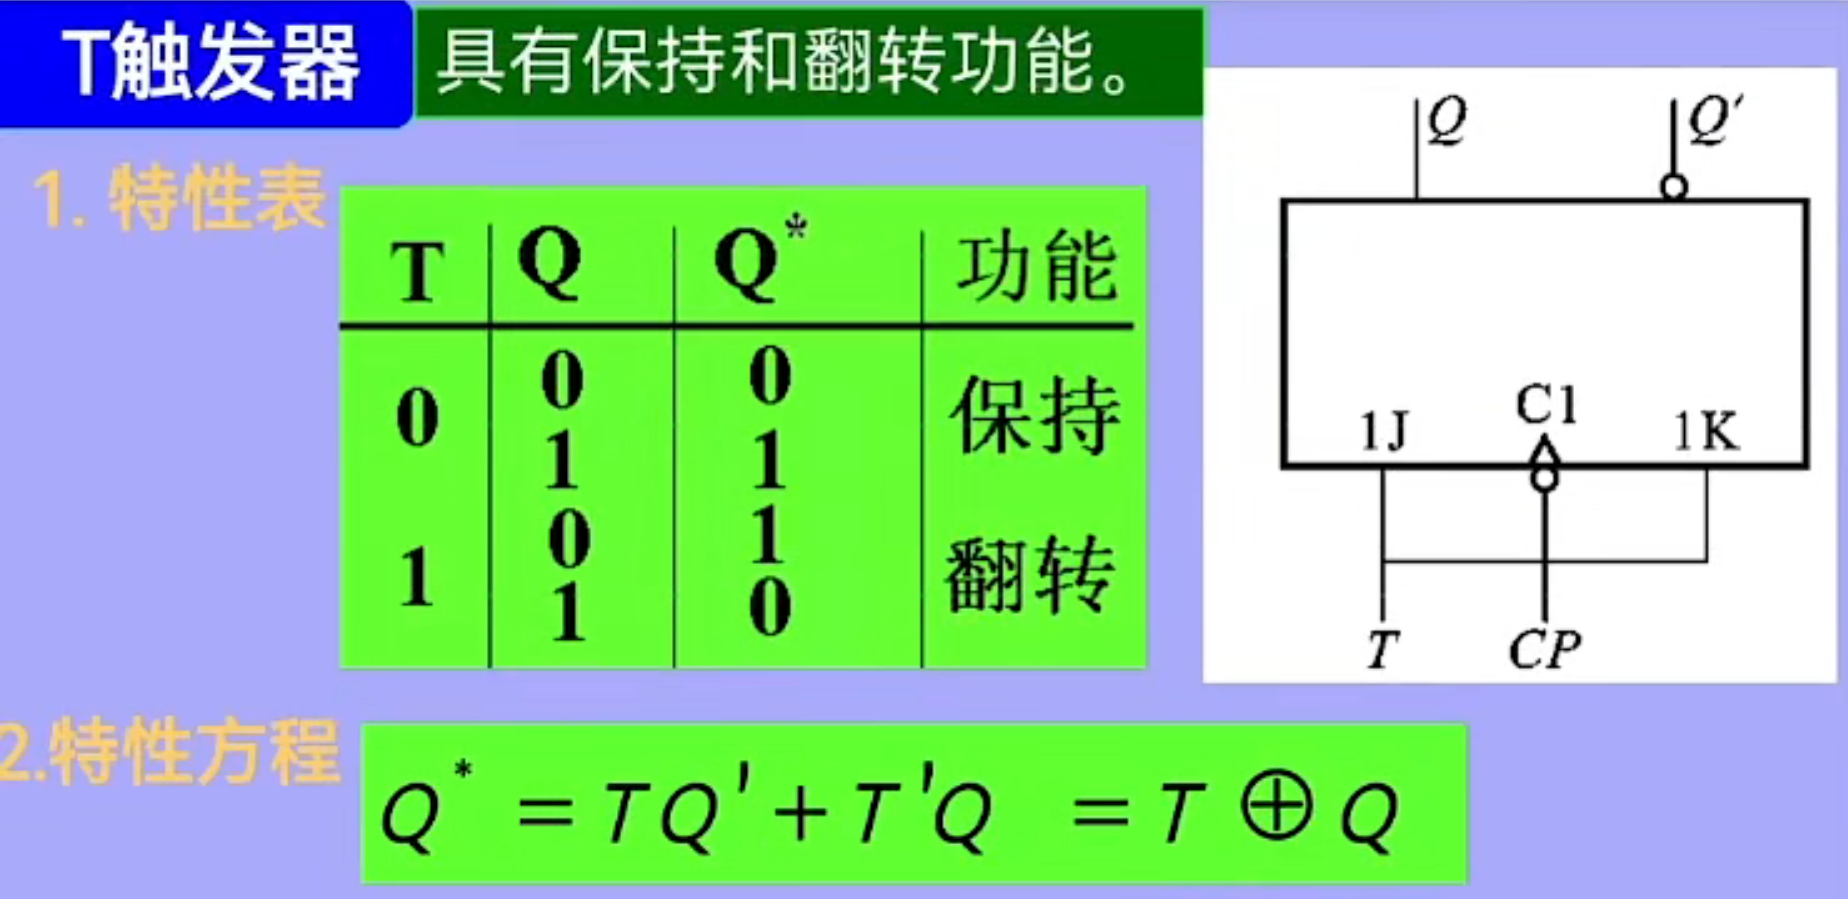 T触发器 具有保持和翻转功能。
1. 特性表
T Q Q* 功能
0 0 0 保持
1 1
1 0 1 翻转
1 0
Q Q′
1J C1 1K
T CP
2.特性方程
Q* = TQ' + T'Q = T ⊕ Q